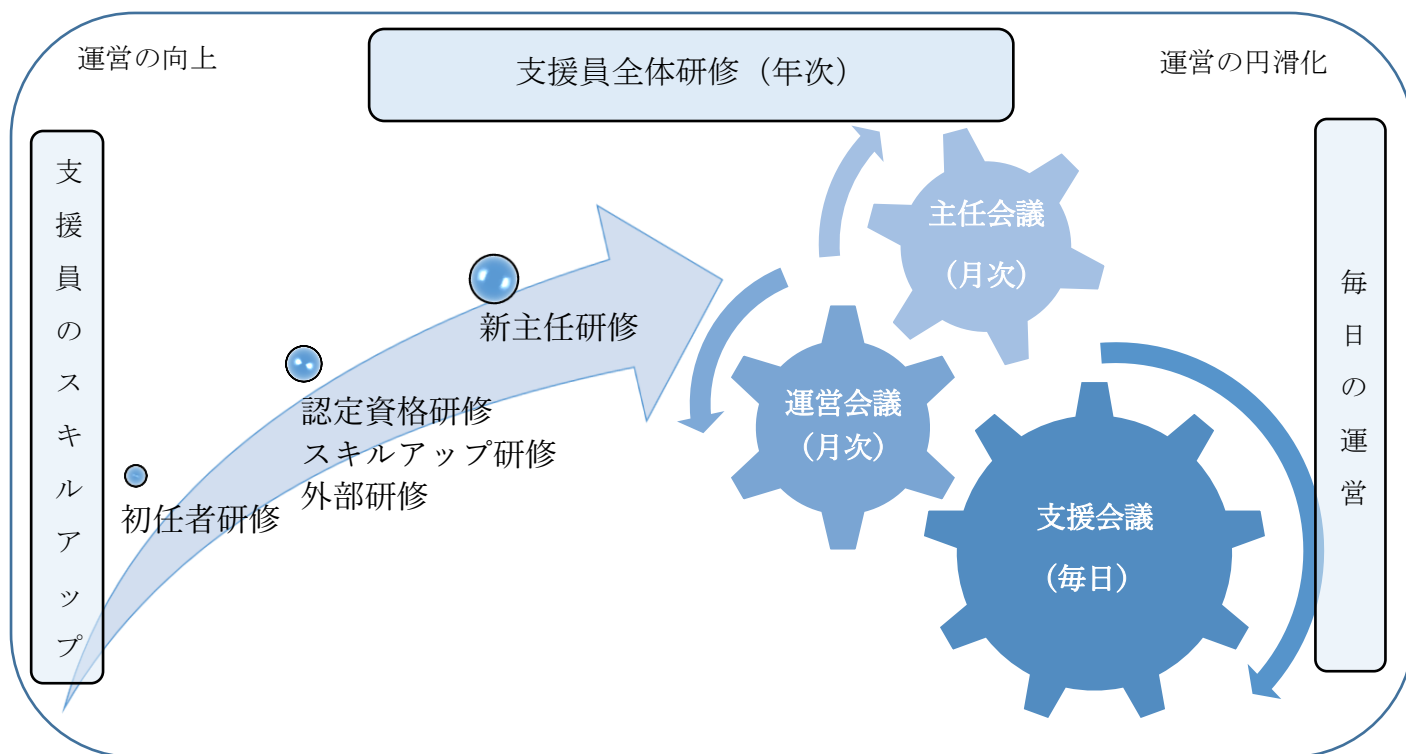 運営の向上
支援員全体研修（年次）
運営の円滑化
支援員のスキルアップ
初任者研修
認定資格研修
スキルアップ研修
外部研修
新主任研修
主任会議
（月次）
運営会議
（月次）
支援会議
（毎日）
毎日の運営